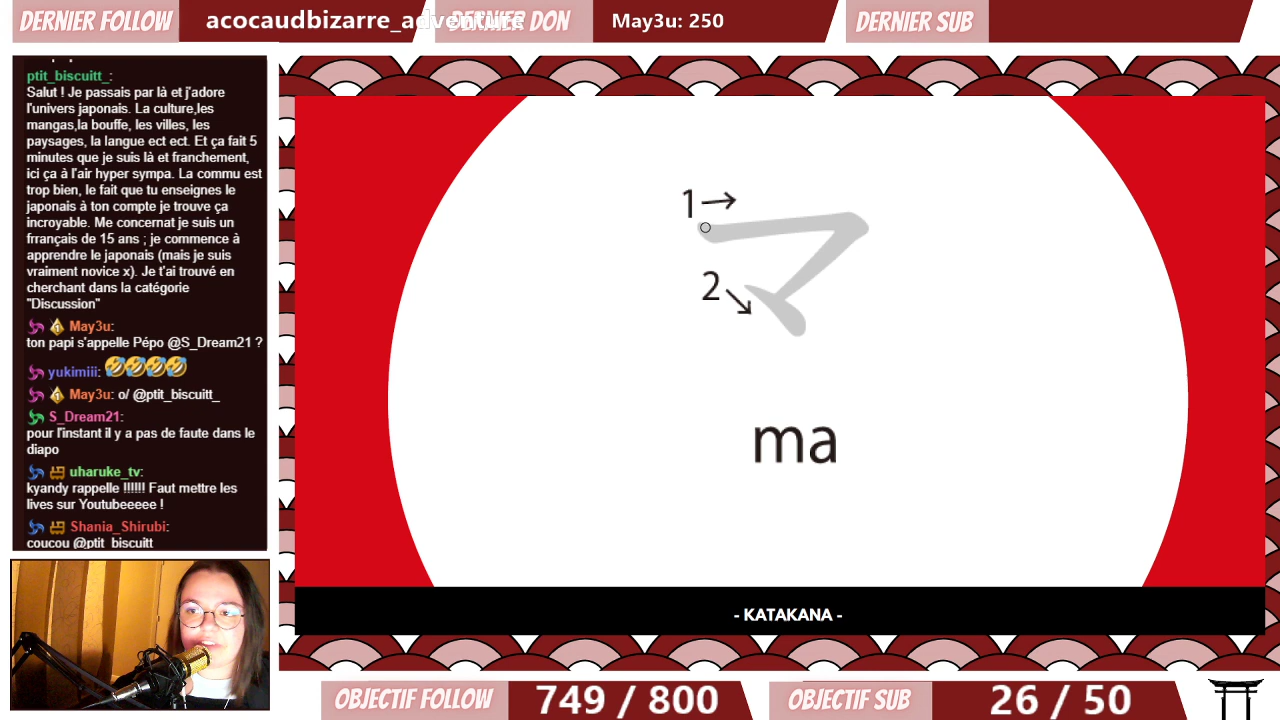 DERNIER FOLLOW
acocaudbizarre_adventure
DERNIER DON
May3u: 250
DERNIER SUB
ptit_biscuitt_:
Salut ! Je passais par là et j'adore
l'univers japonais. La culture,les
mangas,la bouffe, les villes, les
paysages, la langue ect ect. Et ça fait 5
minutes que je suis là et franchement,
ici ça à l'air hyper sympa. La commu est
trop bien, le fait que tu enseignes le
japonais à ton compte je trouve ça
incroyable. Me concernat je suis un
frrançais de 15 ans ; je commence à
apprendre le japonais (mais je suis
vraiment novice x). Je t'ai trouvé en
cherchant dans la catégorie
"Discussion"
May3u:
ton papi s'appelle Pépo @S_Dream21 ?
yukimiii:
May3u: o/ @ptit_biscuitt_
S_Dream21:
pour l'instant il y a pas de faute dans le
diapo
uharuke_tv:
kyandy rappelle !!!!!! Faut mettre les
lives sur Youtubeeeee !
Shania_Shirubi:
coucou @ptit_biscuitt
1→
マ
2↘
ma
- KATAKANA -
OBJECTIF FOLLOW
749 / 800
OBJECTIF SUB
26 / 50